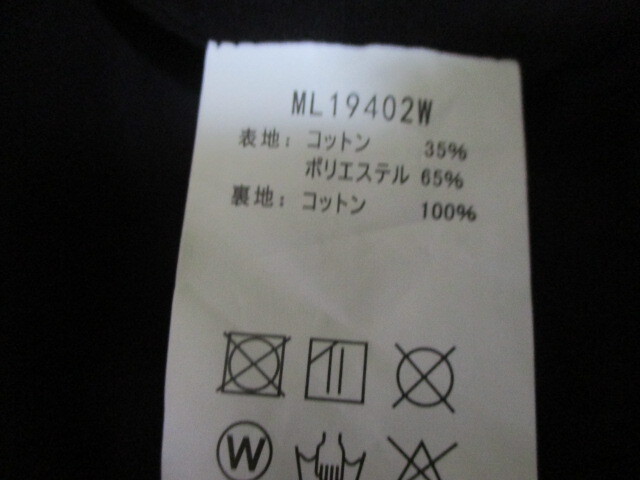 ML19402W
表地: コットン 35%
ポリエステル 65%
裏地: コットン 100%
W